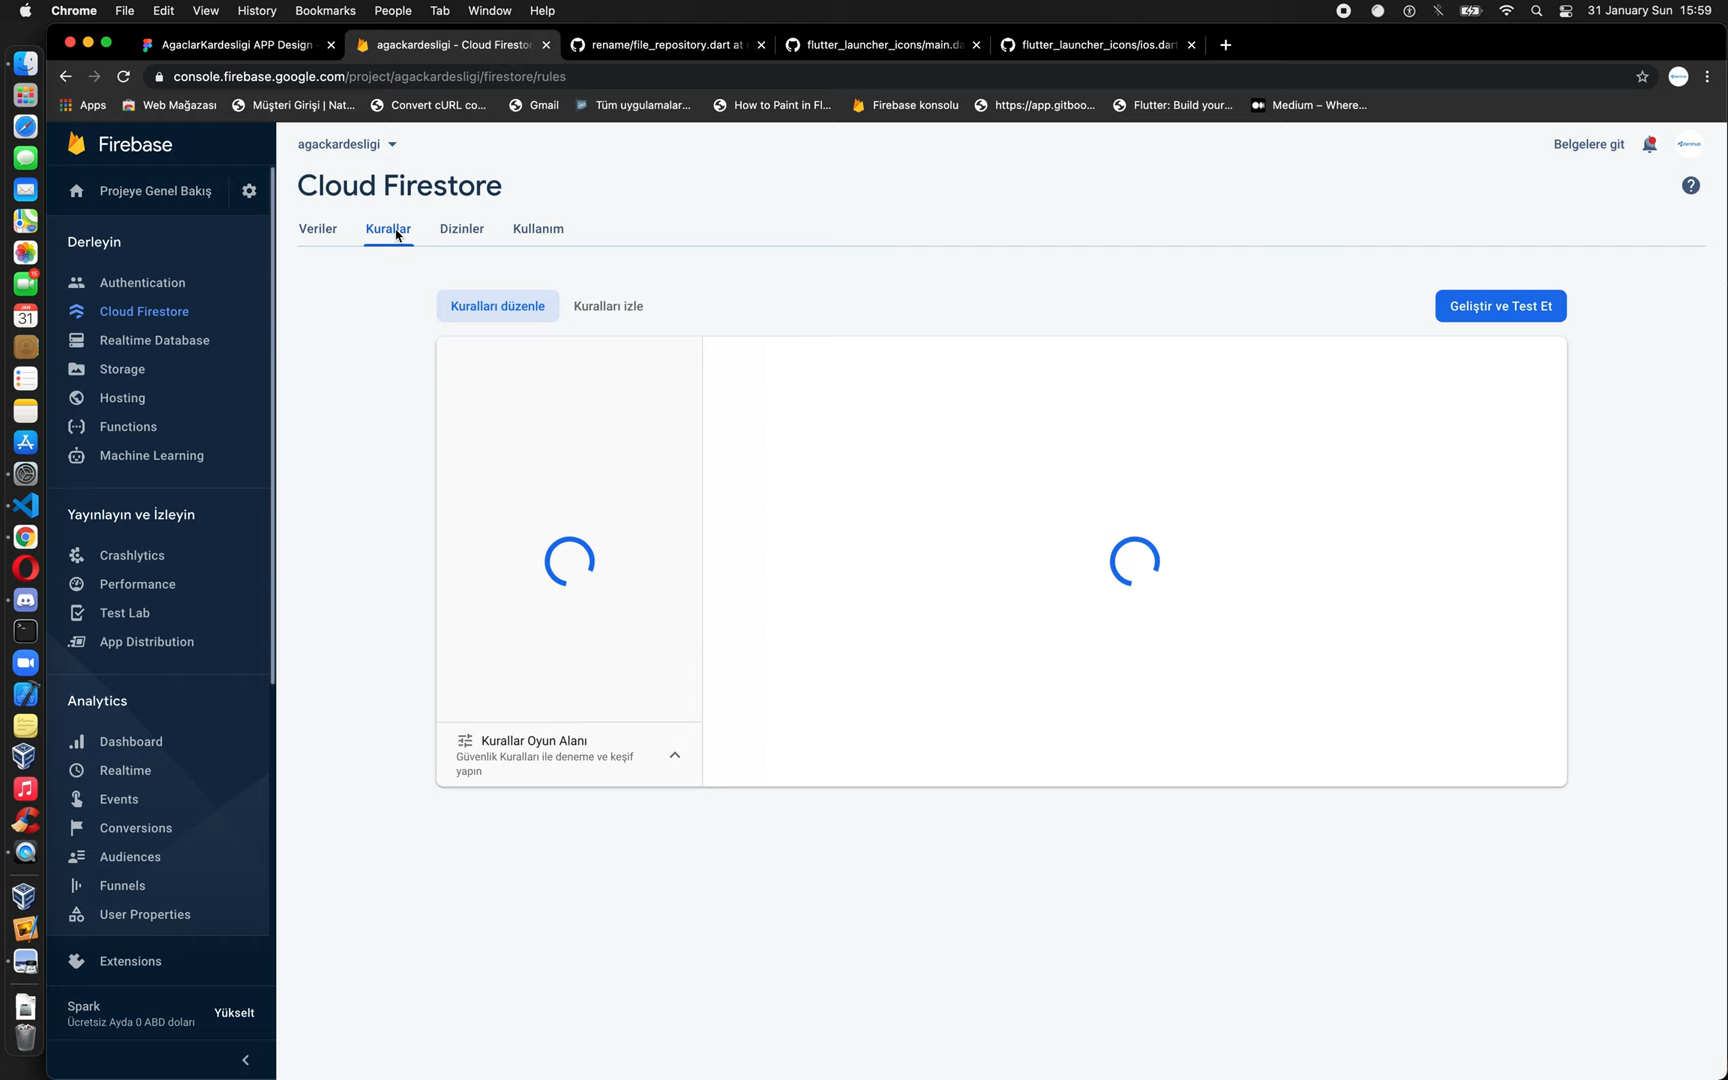 Chrome File Edit View History Bookmarks People Tab Window Help 31 January Sun 15:59
AgaclarKardesligi APP Design agackardesligi - Cloud Firestor rename/file_repository.dart at flutter_launcher_icons/main.da flutter_launcher_icons/ios.dar
console.firebase.google.com/project/agackardesligi/firestore/rules
Apps Web Mağazası Müşteri Girişi | Nat... Convert cURL co... Gmail Tüm uygulamalar... How to Paint in Fl... Firebase konsolu https://app.gitboo... Flutter: Build your... Medium – Where...
Firebase
Projeye Genel Bakış
Derleyin
Authentication
Cloud Firestore
Realtime Database
Storage
Hosting
Functions
Machine Learning
Yayınlayın ve İzleyin
Crashlytics
Performance
Test Lab
App Distribution
Analytics
Dashboard
Realtime
Events
Conversions
Audiences
Funnels
User Properties
Extensions
Spark
Ücretsiz Ayda 0 ABD doları
Yükselt
agackardesligi
Belgelere git
Cloud Firestore
Veriler Kurallar Dizinler Kullanım
Kuralları düzenle Kuralları izle Geliştir ve Test Et
Kurallar Oyun Alanı
Güvenlik Kuralları ile deneme ve keşif
yapın
JAN
31